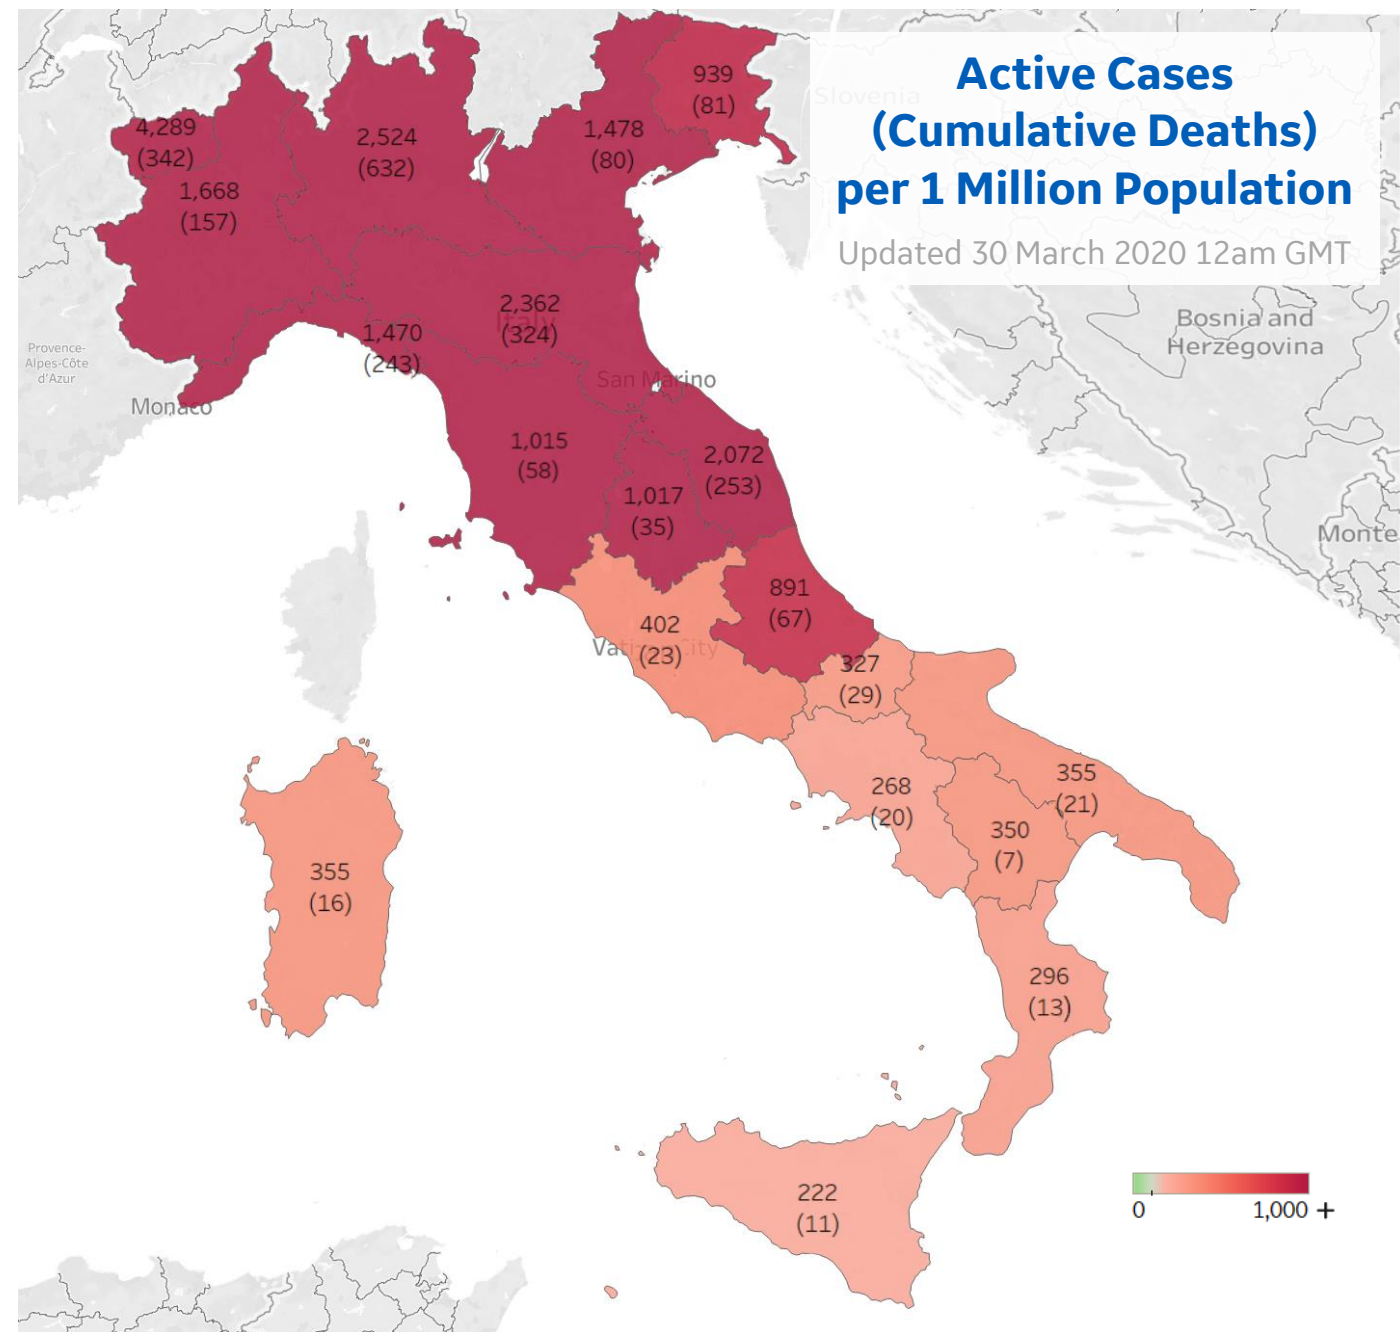 Active Cases
(Cumulative Deaths)
per 1 Million Population
Updated 30 March 2020 12am GMT
Slovenia
939
(81)
4,289
(342)
2,524
(632)
1,478
(80)
1,668
(157)
2,362
(324)
Italy
1,470
(243)
Bosnia and
Herzegovina
Provence-
Alpes-Côte
d'Azur
Monaco
San Marino
1,015
(58)
2,072
(253)
1,017
(35)
Monte
891
(67)
402
(23)
Vatican City
327
(29)
268
(20)
355
(21)
350
(7)
355
(16)
296
(13)
222
(11)
0
1,000 +